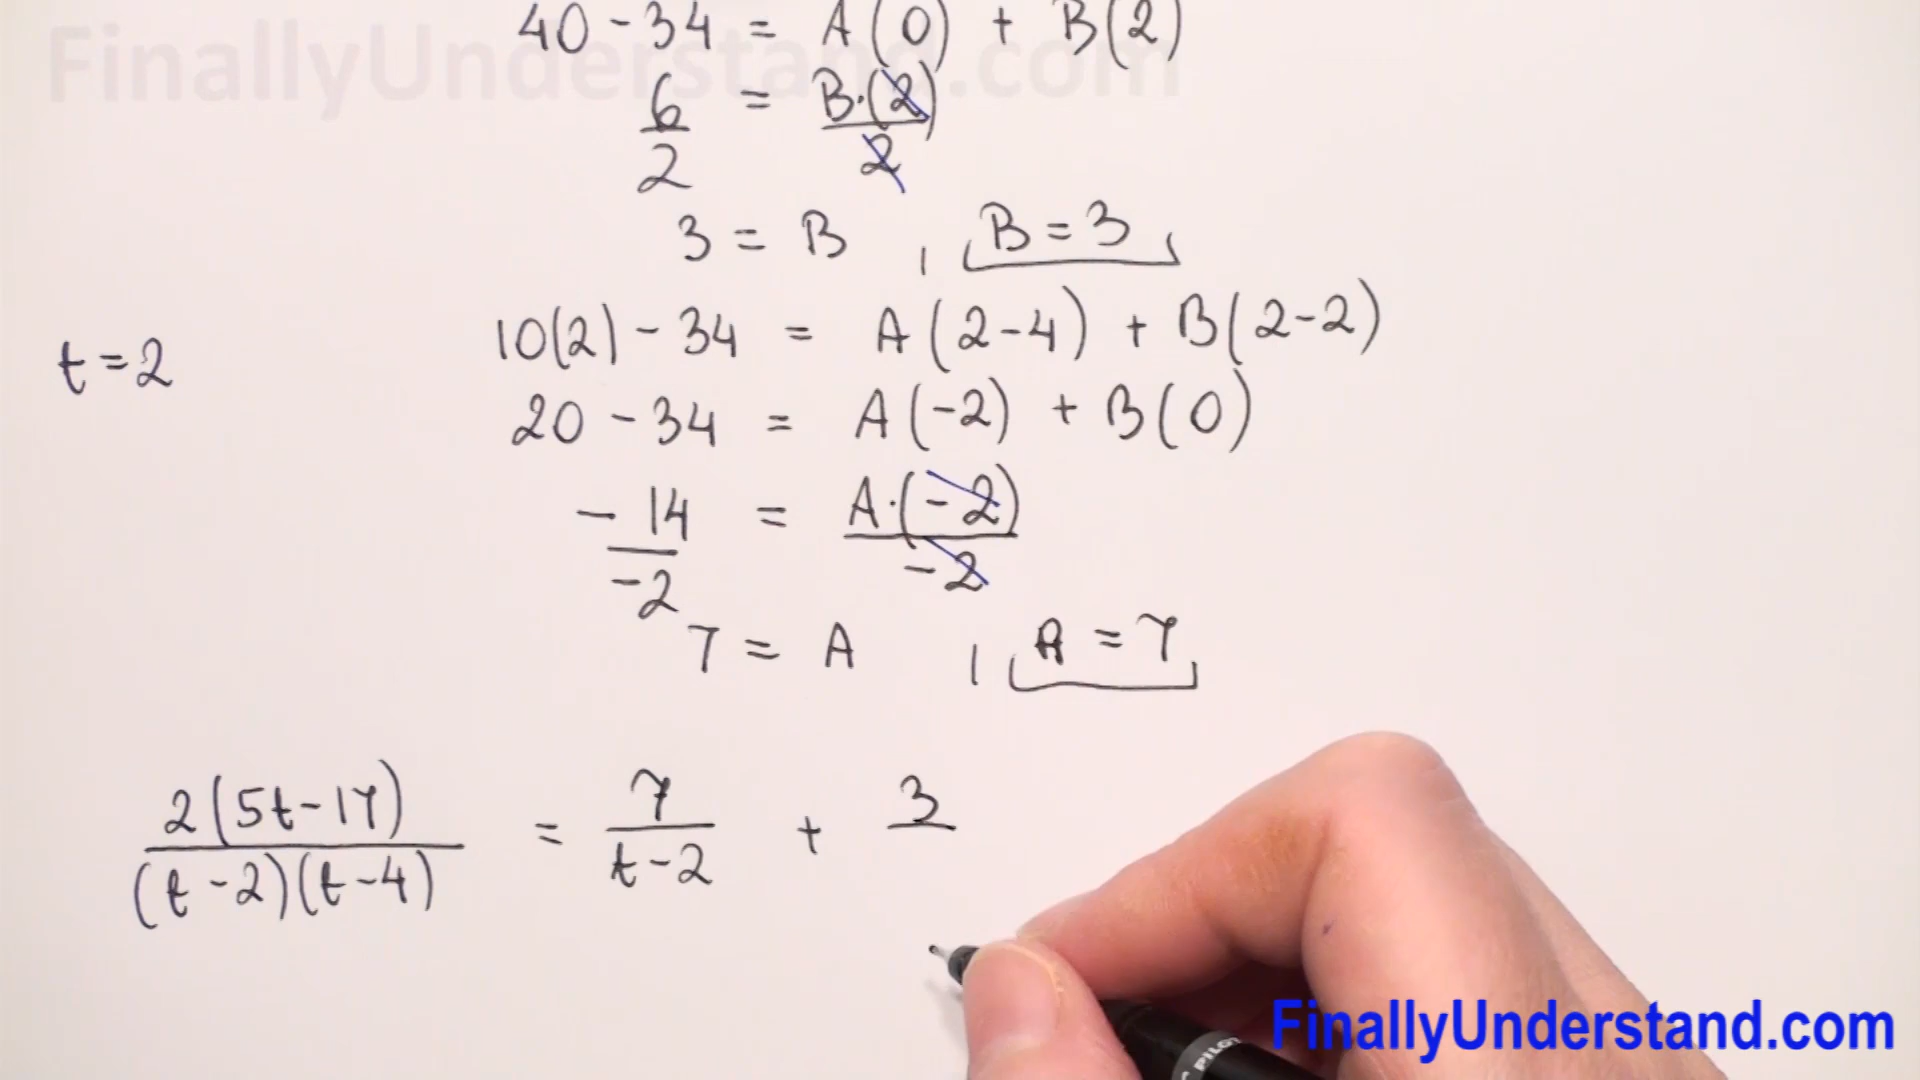 FinallyUnderstand.com
40 - 34 = A(0) + B(2)
6/2 = B·(2)/2
3 = B , B = 3
t = 2
10(2) - 34 = A(2-4) + B(2-2)
20 - 34 = A(-2) + B(0)
-14/-2 = A·(-2)/-2
7 = A , A = 7
2(5t-17)/(t-2)(t-4) = 7/t-2 + 3
PILOT
FinallyUnderstand.com